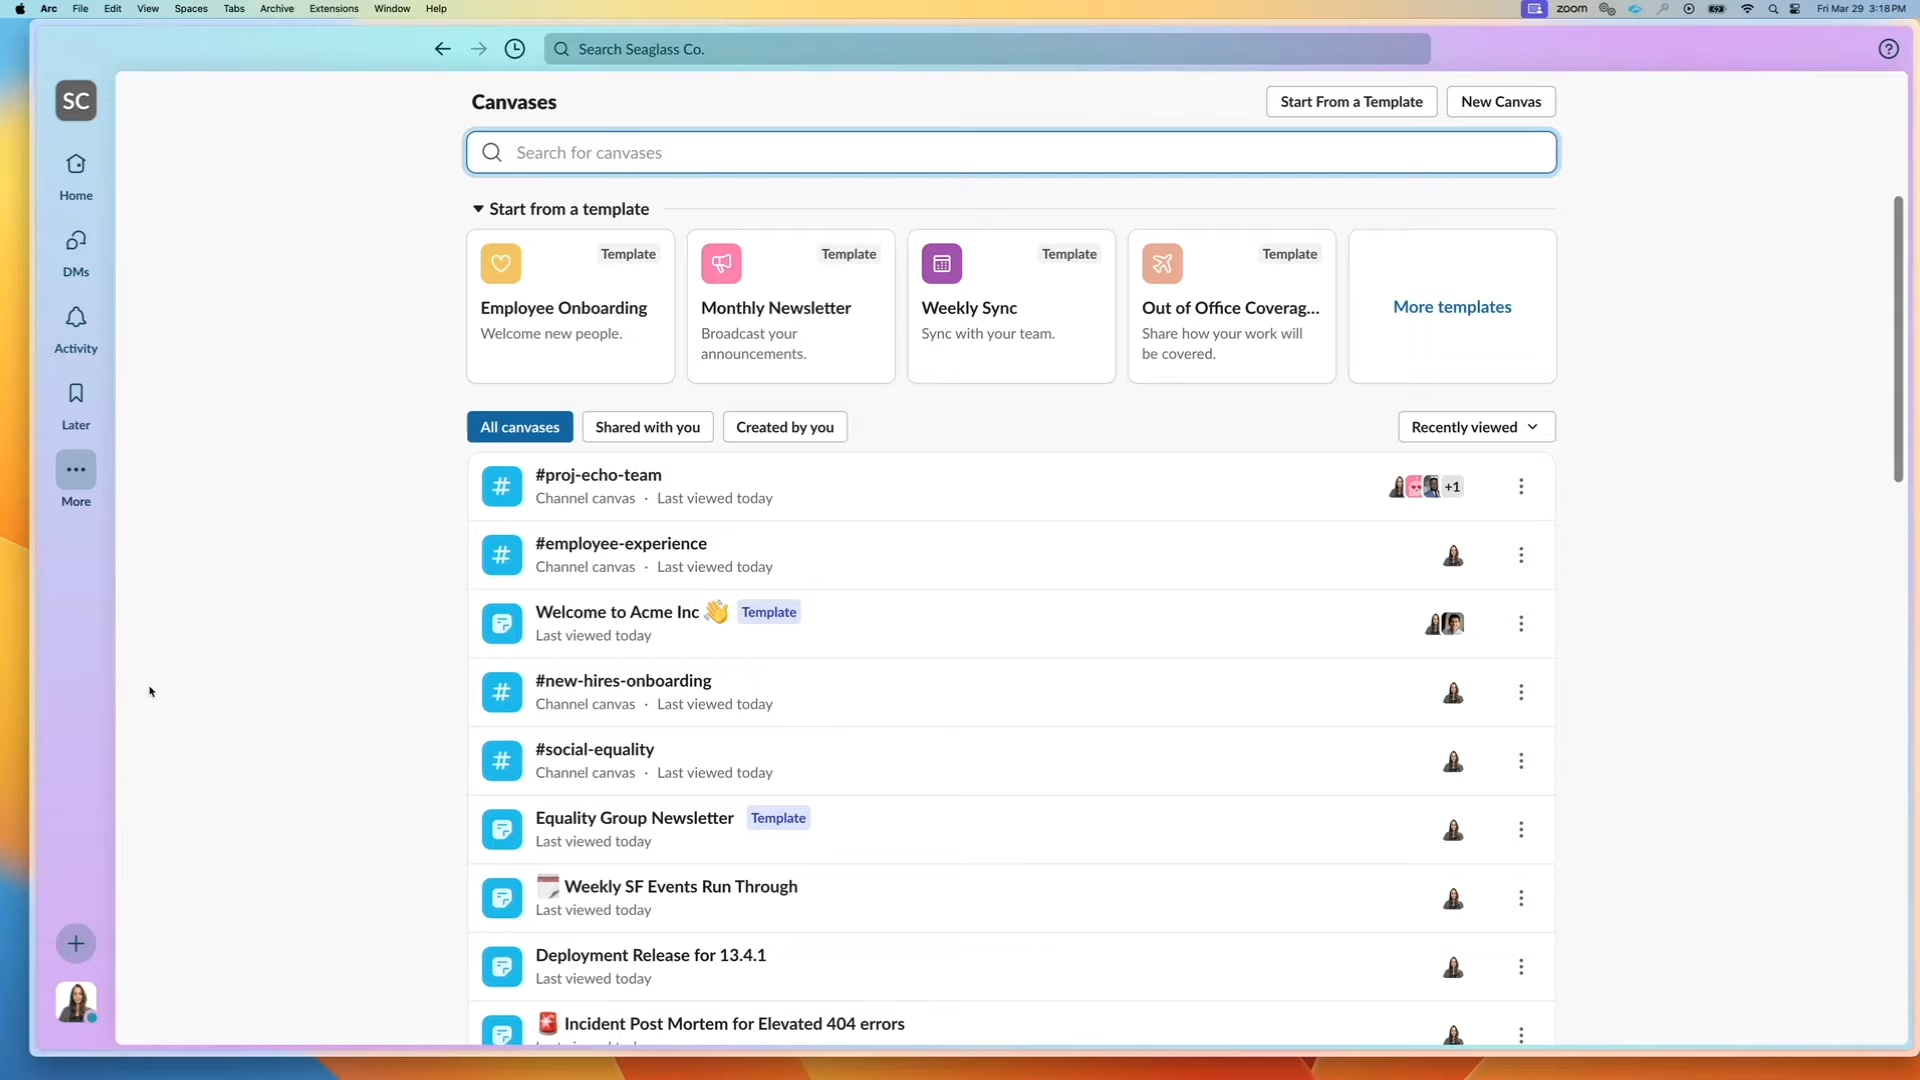 Arc File Edit View Spaces Tabs Archive Extensions Window Help
zoom Fri Mar 29 3:18 PM
Search Seaglass Co.
SC
Home
DMs
Activity
Later
More
Canvases
Start From a Template
New Canvas
Search for canvases
Start from a template
Template
Employee Onboarding
Welcome new people.
Template
Monthly Newsletter
Broadcast your
announcements.
Template
Weekly Sync
Sync with your team.
Template
Out of Office Coverag...
Share how your work will
be covered.
More templates
All canvases
Shared with you
Created by you
Recently viewed
#proj-echo-team
Channel canvas · Last viewed today
+1
#employee-experience
Channel canvas · Last viewed today
Welcome to Acme Inc 👋 Template
Last viewed today
#new-hires-onboarding
Channel canvas · Last viewed today
#social-equality
Channel canvas · Last viewed today
Equality Group Newsletter Template
Last viewed today
Weekly SF Events Run Through
Last viewed today
Deployment Release for 13.4.1
Last viewed today
🚨 Incident Post Mortem for Elevated 404 errors